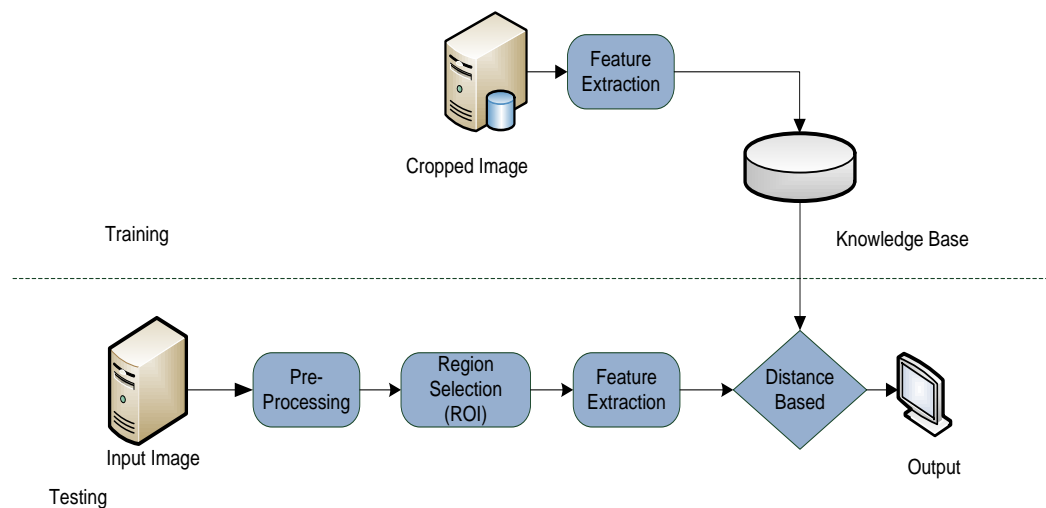 Feature
Extraction
Cropped Image
Training
Knowledge Base
Pre-
Processing
Region
Selection
(ROI)
Feature
Extraction
Distance
Based
Input Image
Output
Testing